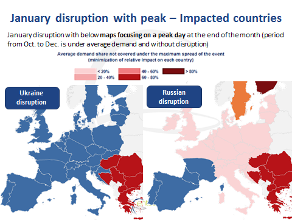 January disruption with peak – Impacted countries
January disruption with below maps focusing on a peak day at the end of the month (period
from Oct. to Dec. is under average demand and without disruption)
Average demand share not covered under the maximum spread of the event
(minimization of relative impact on each country)
< 20%
20 - 40%
40 - 60%
60 - 80%
> 80%
Ukraine
disruption
Russian
disruption